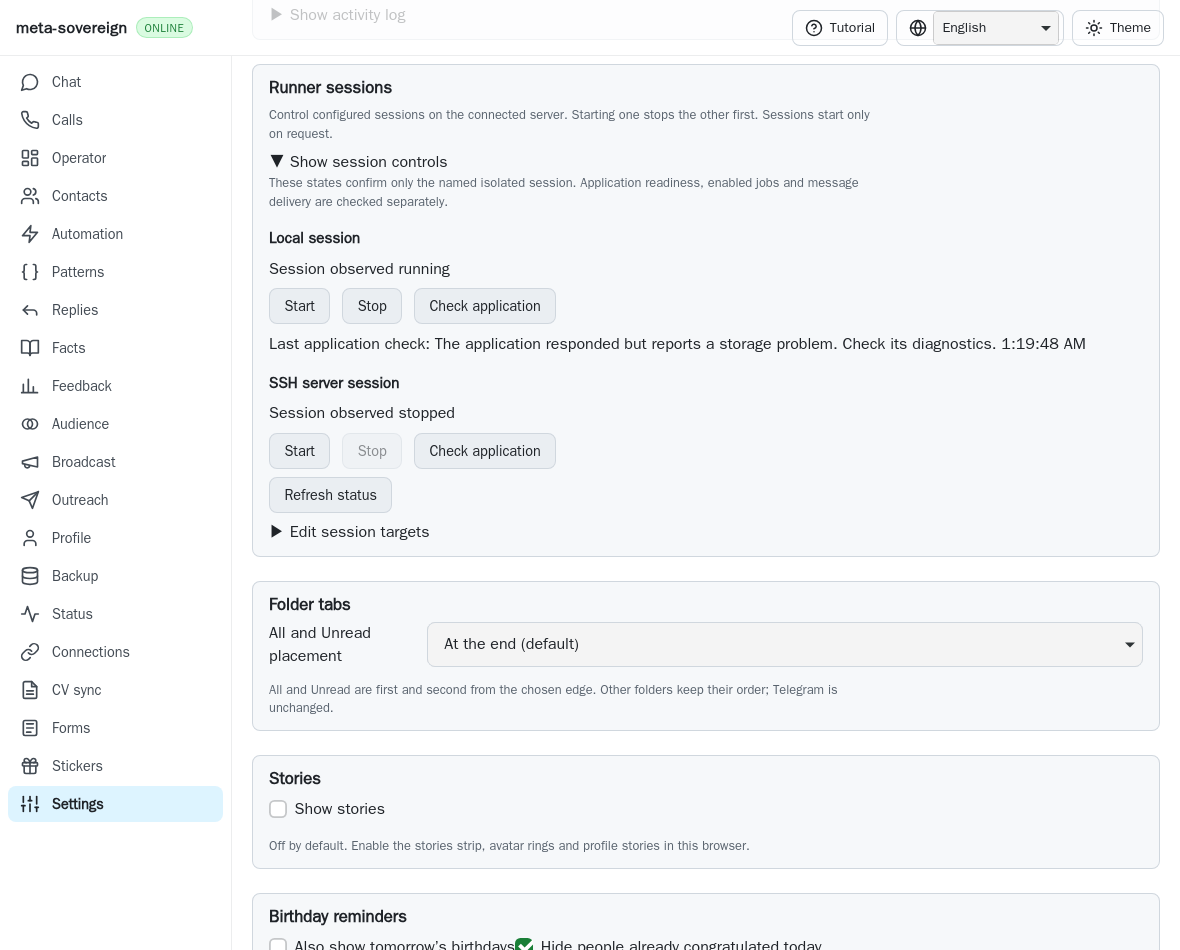 meta-sovereign
ONLINE
Show activity log
Tutorial
English
Theme
Chat
Calls
Operator
Contacts
Automation
Patterns
Replies
Facts
Feedback
Audience
Broadcast
Outreach
Profile
Backup
Status
Connections
CV sync
Forms
Stickers
Settings
Runner sessions
Control configured sessions on the connected server. Starting one stops the other first. Sessions start only
on request.
Show session controls
These states confirm only the named isolated session. Application readiness, enabled jobs and message
delivery are checked separately.
Local session
Session observed running
Start Stop Check application
Last application check: The application responded but reports a storage problem. Check its diagnostics. 1:19:48 AM
SSH server session
Session observed stopped
Start Stop Check application
Refresh status
Edit session targets
Folder tabs
All and Unread
placement
At the end (default)
All and Unread are first and second from the chosen edge. Other folders keep their order; Telegram is
unchanged.
Stories
Show stories
Off by default. Enable the stories strip, avatar rings and profile stories in this browser.
Birthday reminders
Also show tomorrow's birthdays Hide people already congratulated today